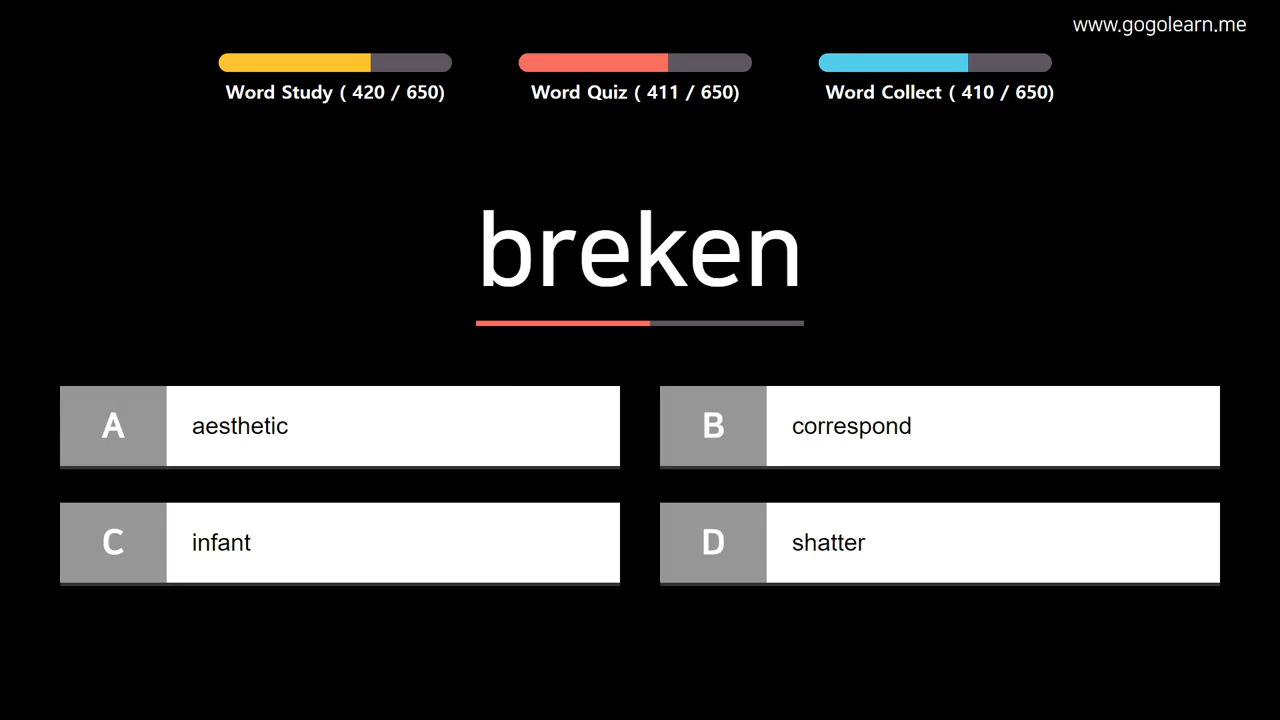 www.gogolearn.me
Word Study ( 420 / 650)
Word Quiz ( 411 / 650)
Word Collect ( 410 / 650)
breken
A aesthetic
B correspond
C infant
D shatter